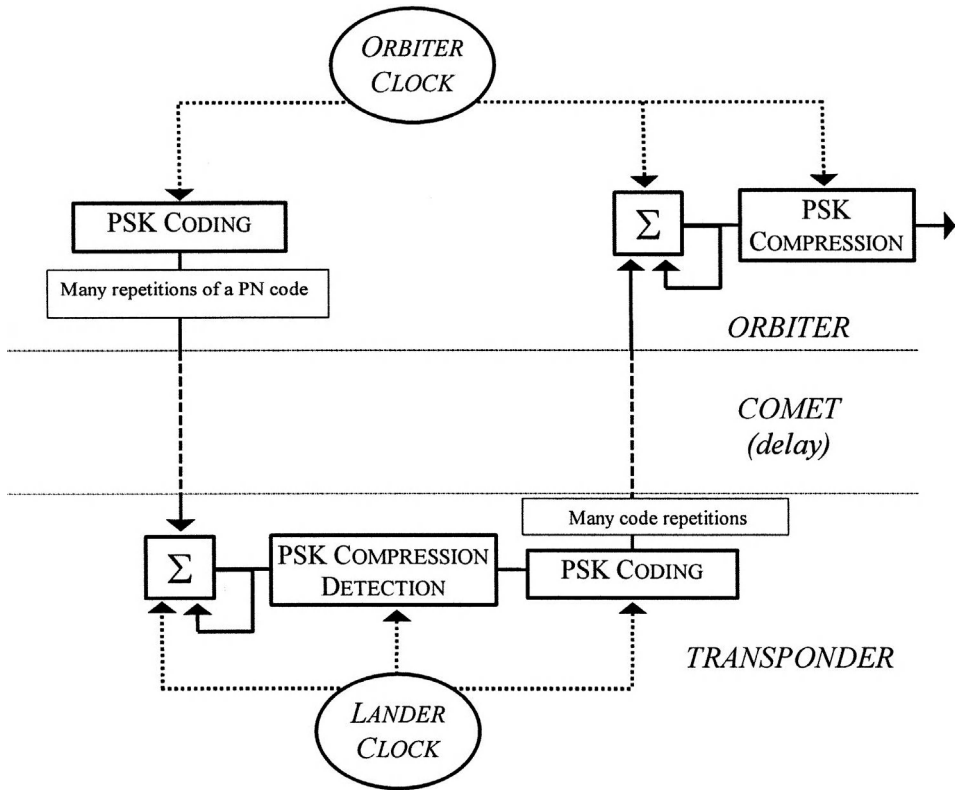 ORBITER
CLOCK
PSK CODING
Many repetitions of a PN code
Σ
PSK
COMPRESSION
ORBITER
COMET
(delay)
Many code repetitions
Σ
PSK COMPRESSION
DETECTION
PSK CODING
TRANSPONDER
LANDER
CLOCK